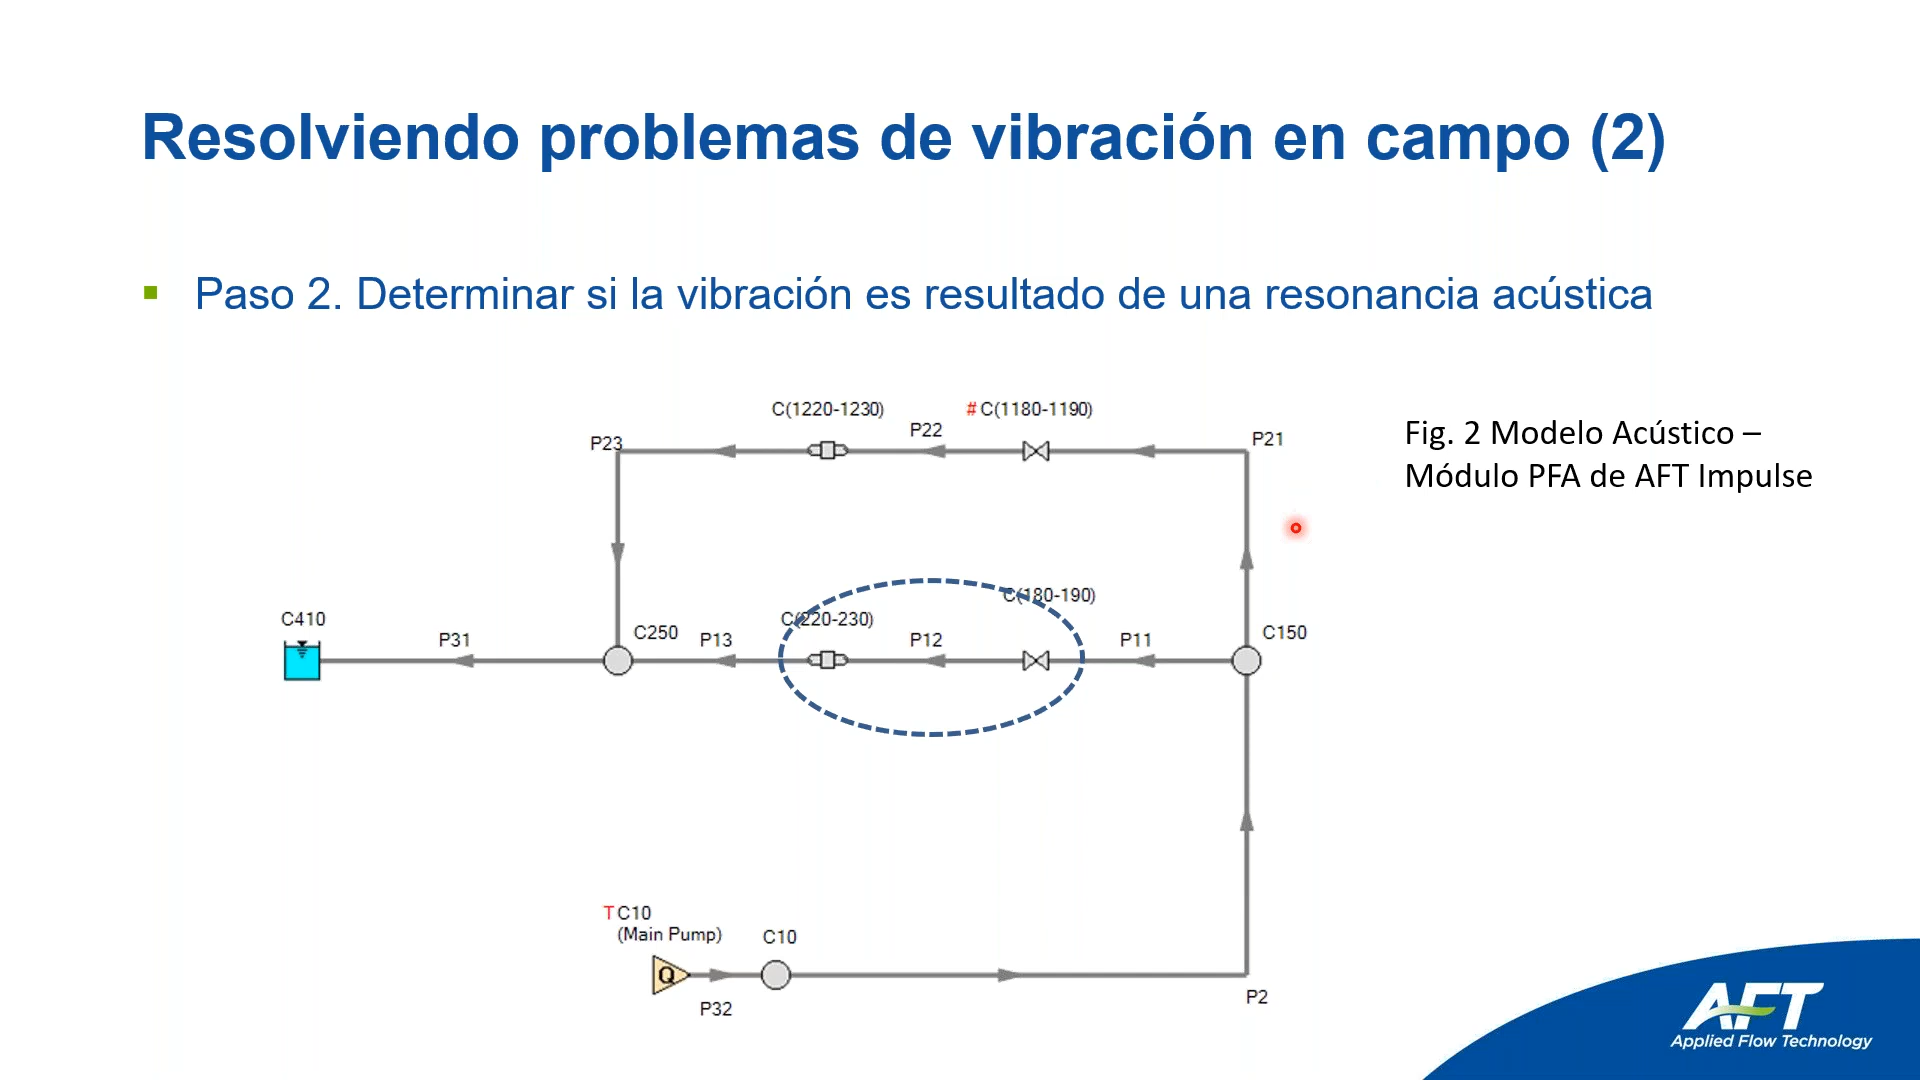 Resolviendo problemas de vibración en campo (2)
Paso 2. Determinar si la vibración es resultado de una resonancia acústica
C(1220-1230)
# C(1180-1190)
P23
P22
P21
Fig. 2 Modelo Acústico –
Módulo PFA de AFT Impulse
C410
P31
C250
P13
C(220-230)
P12
C(180-190)
P11
C150
T C10
(Main Pump)
C10
Q
P32
P2
AFT
Applied Flow Technology